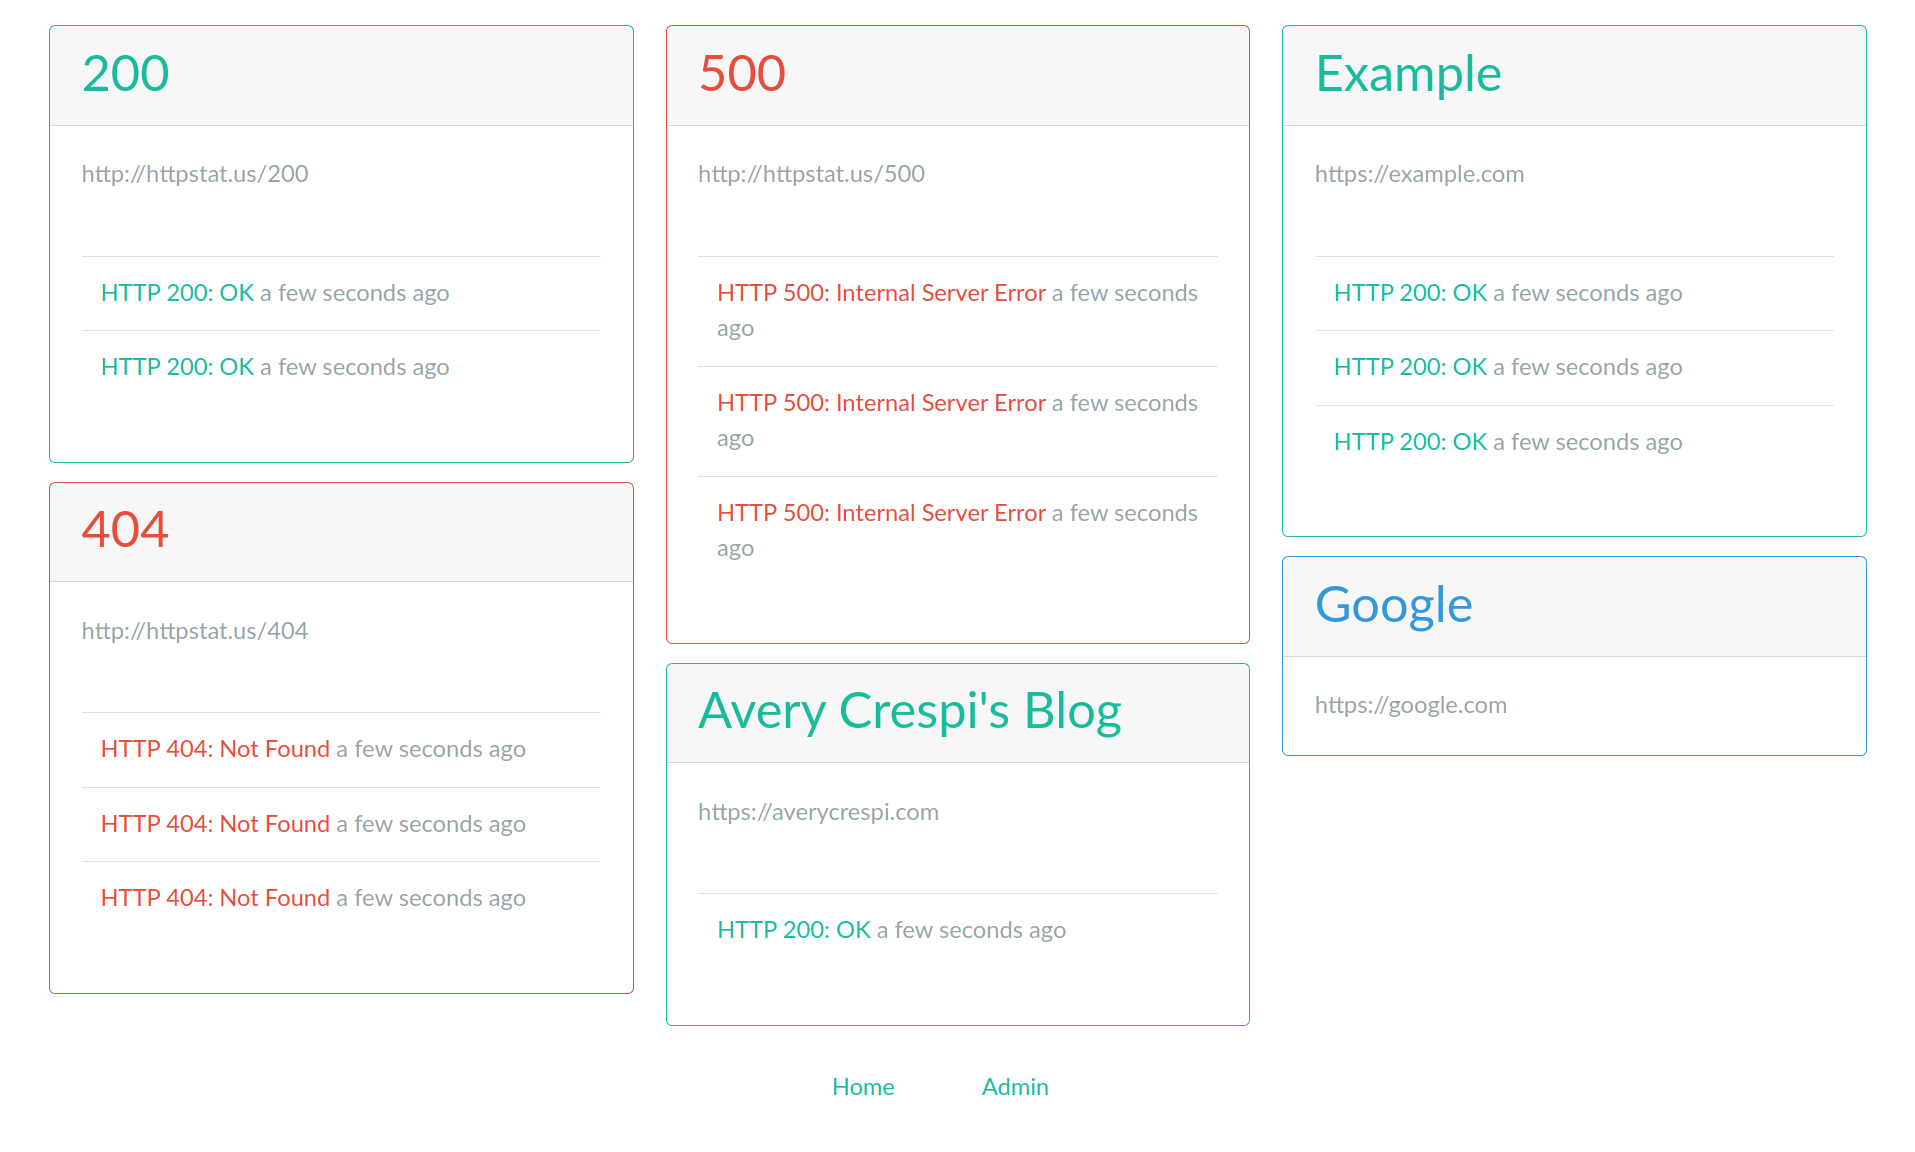 200
http://httpstat.us/200
HTTP 200: OK a few seconds ago
HTTP 200: OK a few seconds ago
404
http://httpstat.us/404
HTTP 404: Not Found a few seconds ago
HTTP 404: Not Found a few seconds ago
HTTP 404: Not Found a few seconds ago
500
http://httpstat.us/500
HTTP 500: Internal Server Error a few seconds
ago
HTTP 500: Internal Server Error a few seconds
ago
HTTP 500: Internal Server Error a few seconds
ago
Avery Crespi's Blog
https://averycrespi.com
HTTP 200: OK a few seconds ago
Example
https://example.com
HTTP 200: OK a few seconds ago
HTTP 200: OK a few seconds ago
HTTP 200: OK a few seconds ago
Google
https://google.com
Home
Admin